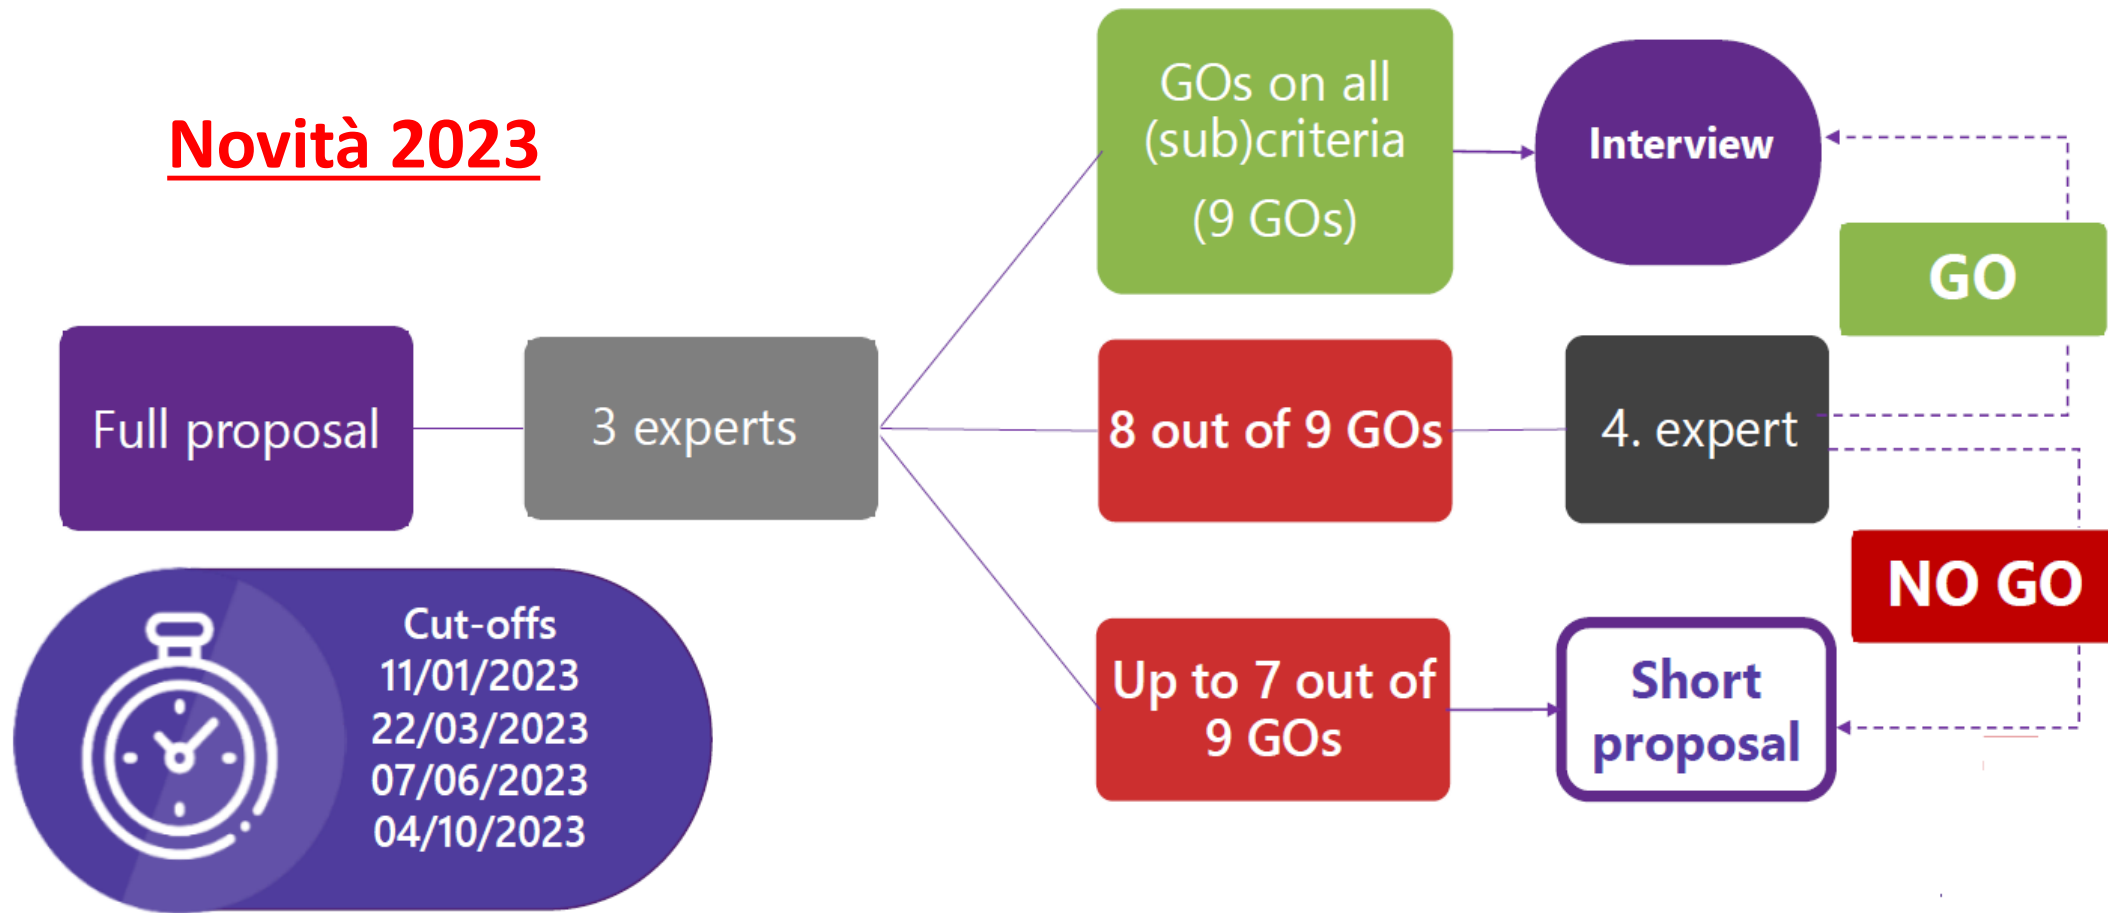 Novità 2023
GOs on all
(sub)criteria
(9 GOs)
Interview
GO
Full proposal
3 experts
8 out of 9 GOs
4. expert
NO GO
Cut-offs
11/01/2023
22/03/2023
07/06/2023
04/10/2023
Up to 7 out of
9 GOs
Short
proposal